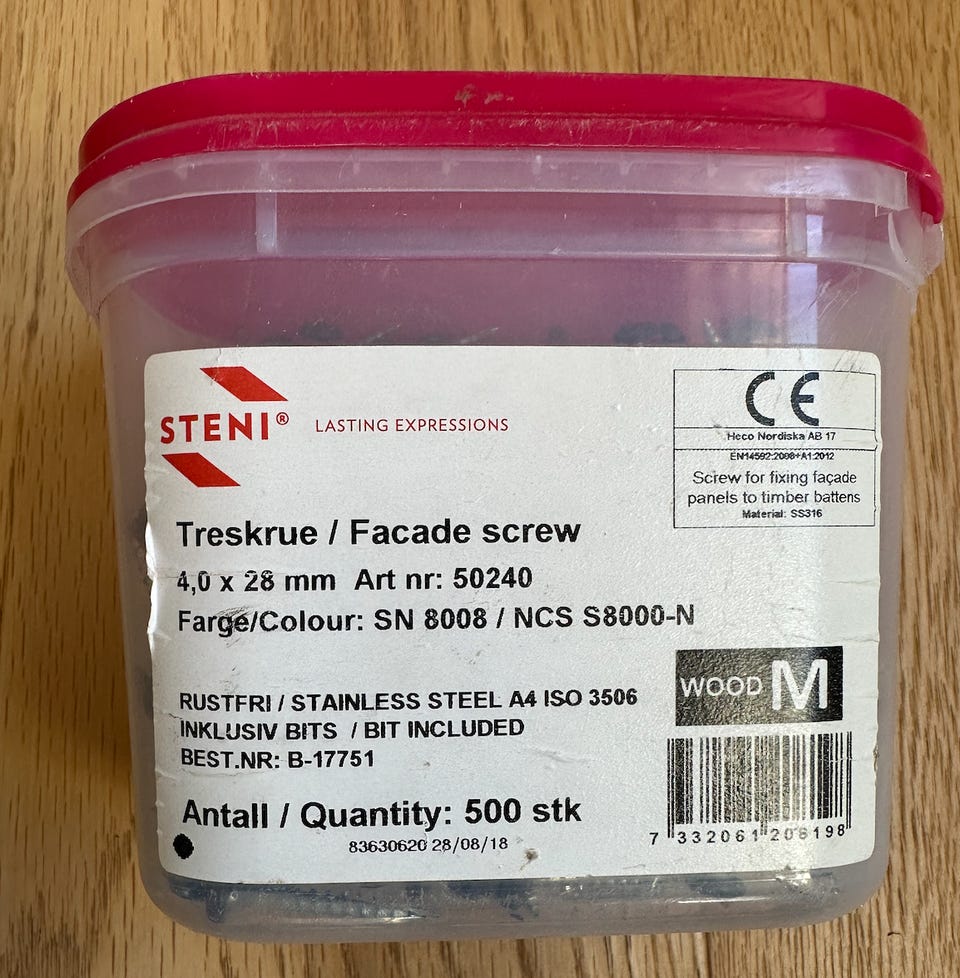 STENI®
LASTING EXPRESSIONS
CE
Heco Nordiska AB 17
EN14592:2008+A1:2012
Screw for fixing façade
panels to timber battens
Material: SS316
Treskrue / Facade screw
4,0 x 28 mm Art nr: 50240
Farge/Colour: SN 8008 / NCS S8000-N
WOOD M
RUSTFRI / STAINLESS STEEL A4 ISO 3506
INKLUSIV BITS / BIT INCLUDED
BEST.NR: B-17751
Antall / Quantity: 500 stk
83630620 28/08/18
7 332061 208198